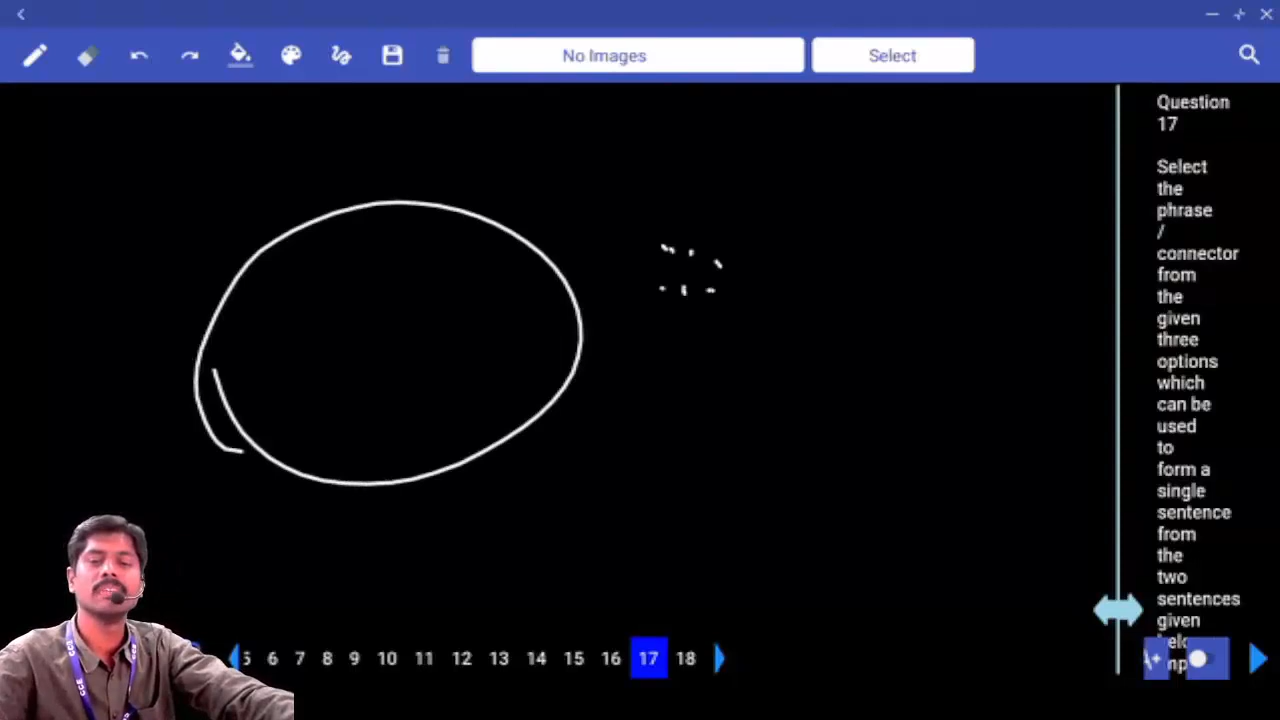 No Images
Select
Question
17
Select
the
phrase
/
connector
from
the
given
three
options
which
can be
used
to
form a
single
sentence
from
the
two
sentences
given
5 6 7 8 9 10 11 12 13 14 15 16 17 18
CCE